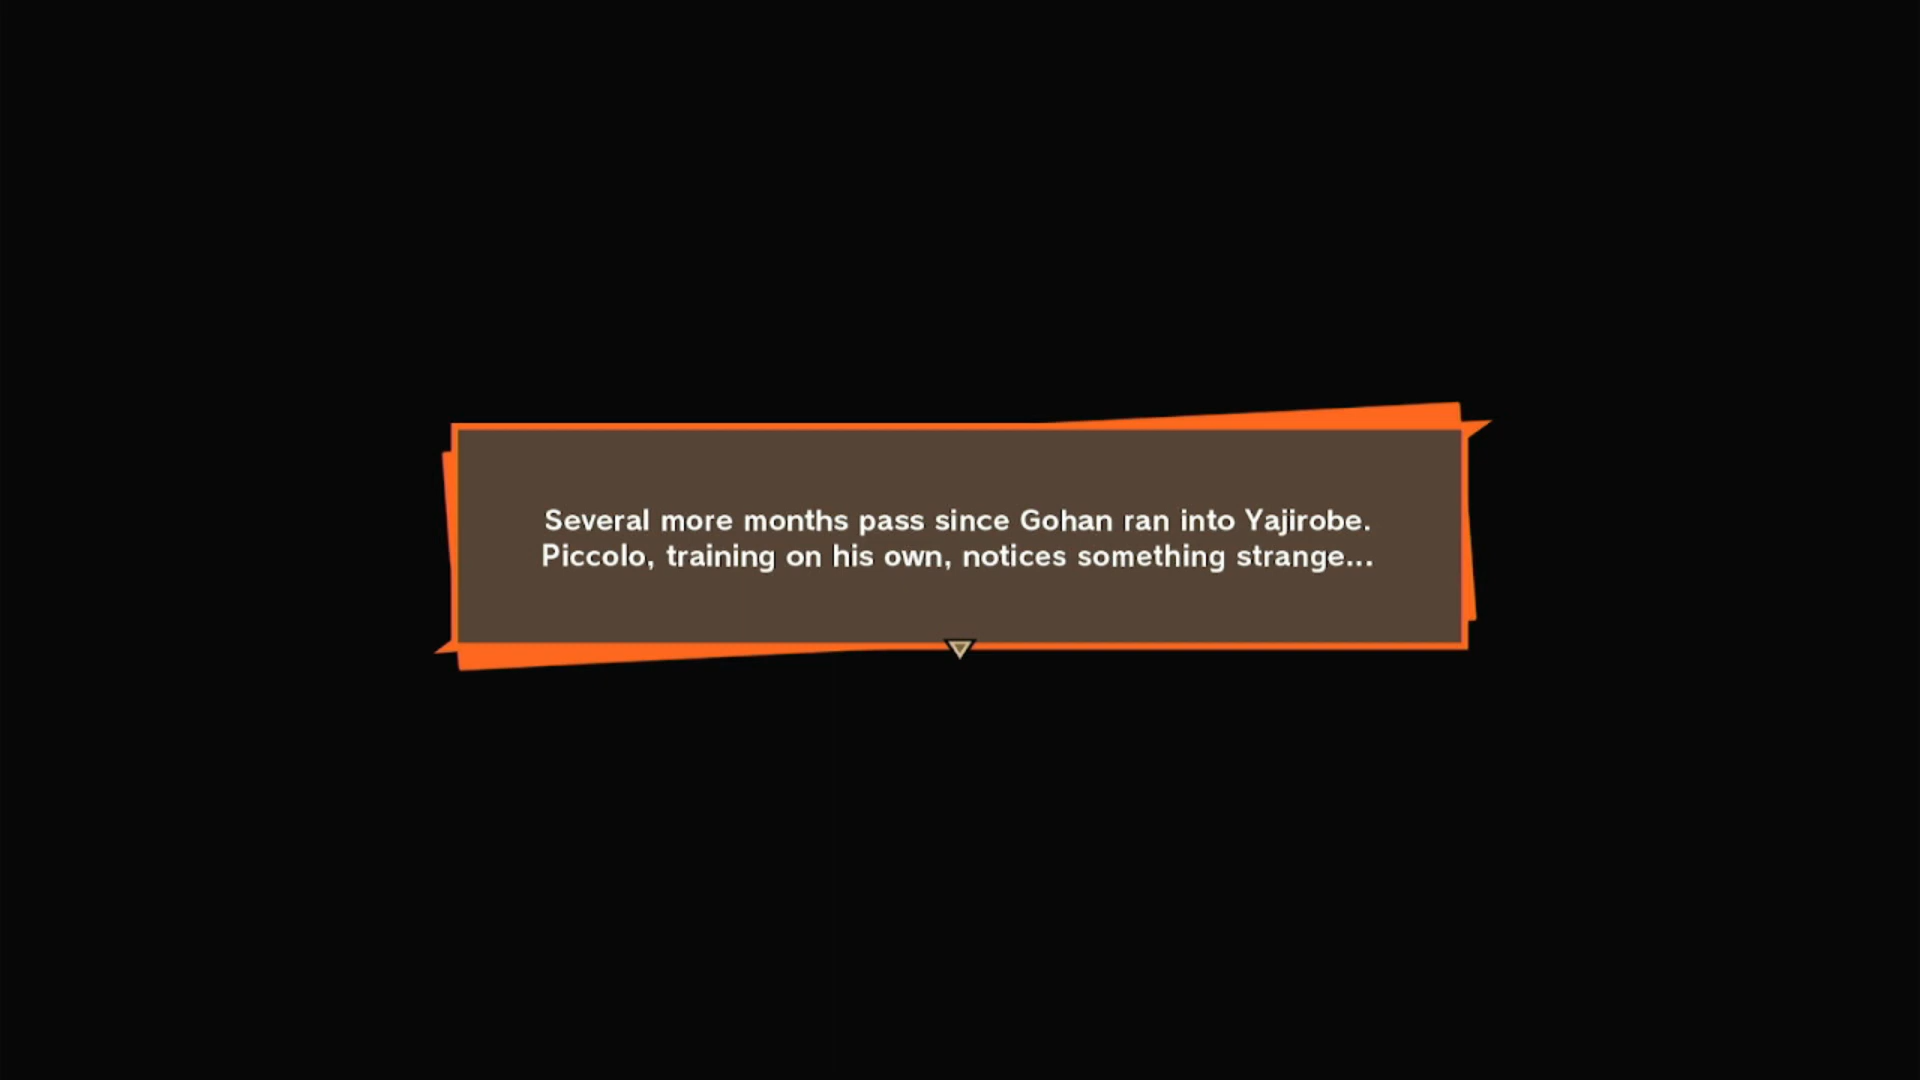 Several more months pass since Gohan ran into Yajirobe.
Piccolo, training on his own, notices something strange...